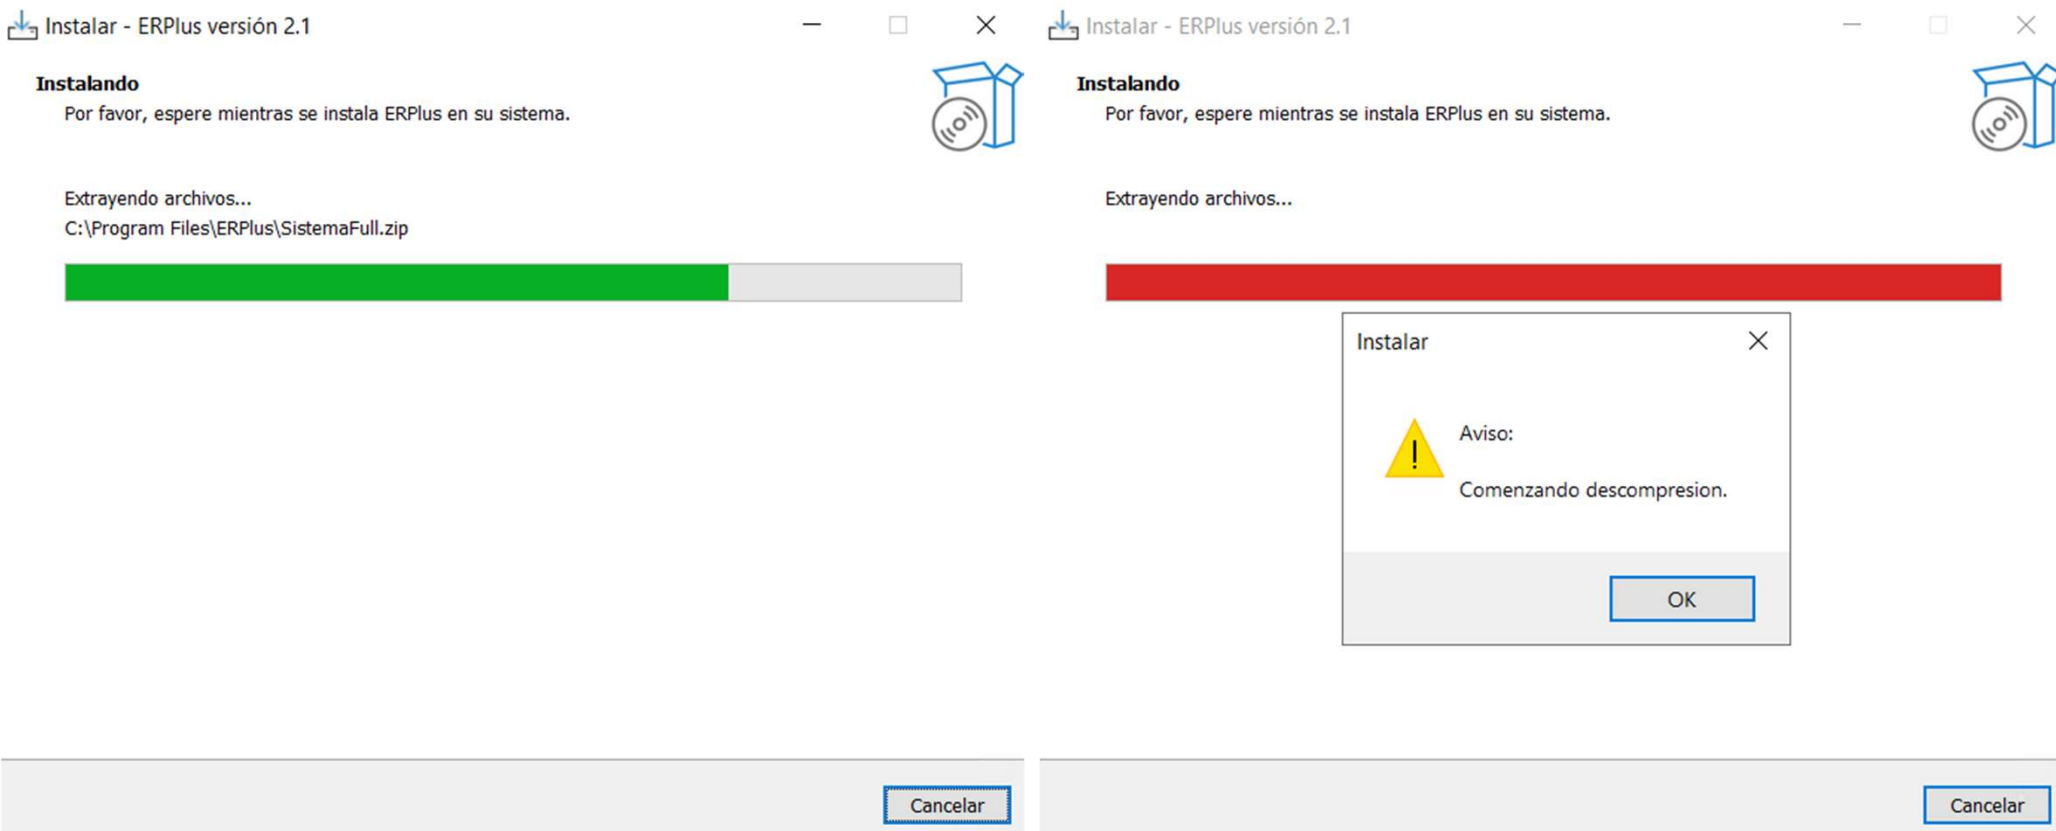 Instalar - ERPlus versión 2.1
Instalando
Por favor, espere mientras se instala ERPlus en su sistema.
Extrayendo archivos...
C:\Program Files\ERPlus\SistemaFull.zip
Cancelar
Instalar - ERPlus versión 2.1
Instalando
Por favor, espere mientras se instala ERPlus en su sistema.
Extrayendo archivos...
Instalar
Aviso:
Comenzando descompresion.
OK
Cancelar